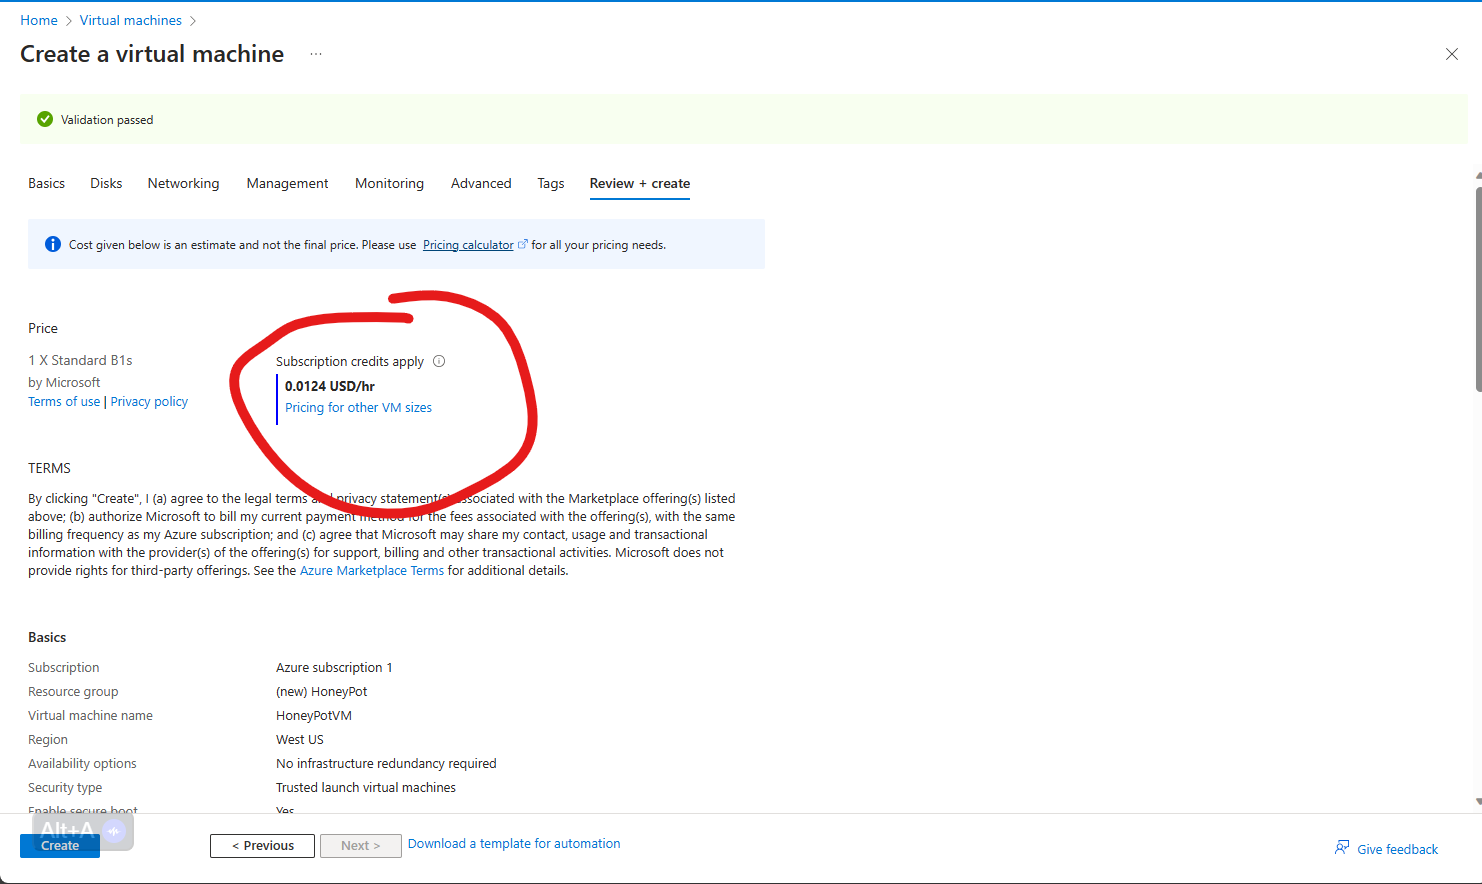 Home > Virtual machines >
Create a virtual machine ...
Validation passed
Basics Disks Networking Management Monitoring Advanced Tags Review + create
Cost given below is an estimate and not the final price. Please use Pricing calculator for all your pricing needs.
Price
1 X Standard B1s
by Microsoft
Terms of use | Privacy policy
Subscription credits apply
0.0124 USD/hr
Pricing for other VM sizes
TERMS
By clicking "Create", I (a) agree to the legal terms and privacy statement(s) associated with the Marketplace offering(s) listed
above; (b) authorize Microsoft to bill my current payment method for the fees associated with the offering(s), with the same
billing frequency as my Azure subscription; and (c) agree that Microsoft may share my contact, usage and transactional
information with the provider(s) of the offering(s) for support, billing and other transactional activities. Microsoft does not
provide rights for third-party offerings. See the Azure Marketplace Terms for additional details.
Basics
Subscription Azure subscription 1
Resource group (new) HoneyPot
Virtual machine name HoneyPotVM
Region West US
Availability options No infrastructure redundancy required
Security type Trusted launch virtual machines
Enable secure boot Yes
Alt+A
Create < Previous Next > Download a template for automation Give feedback